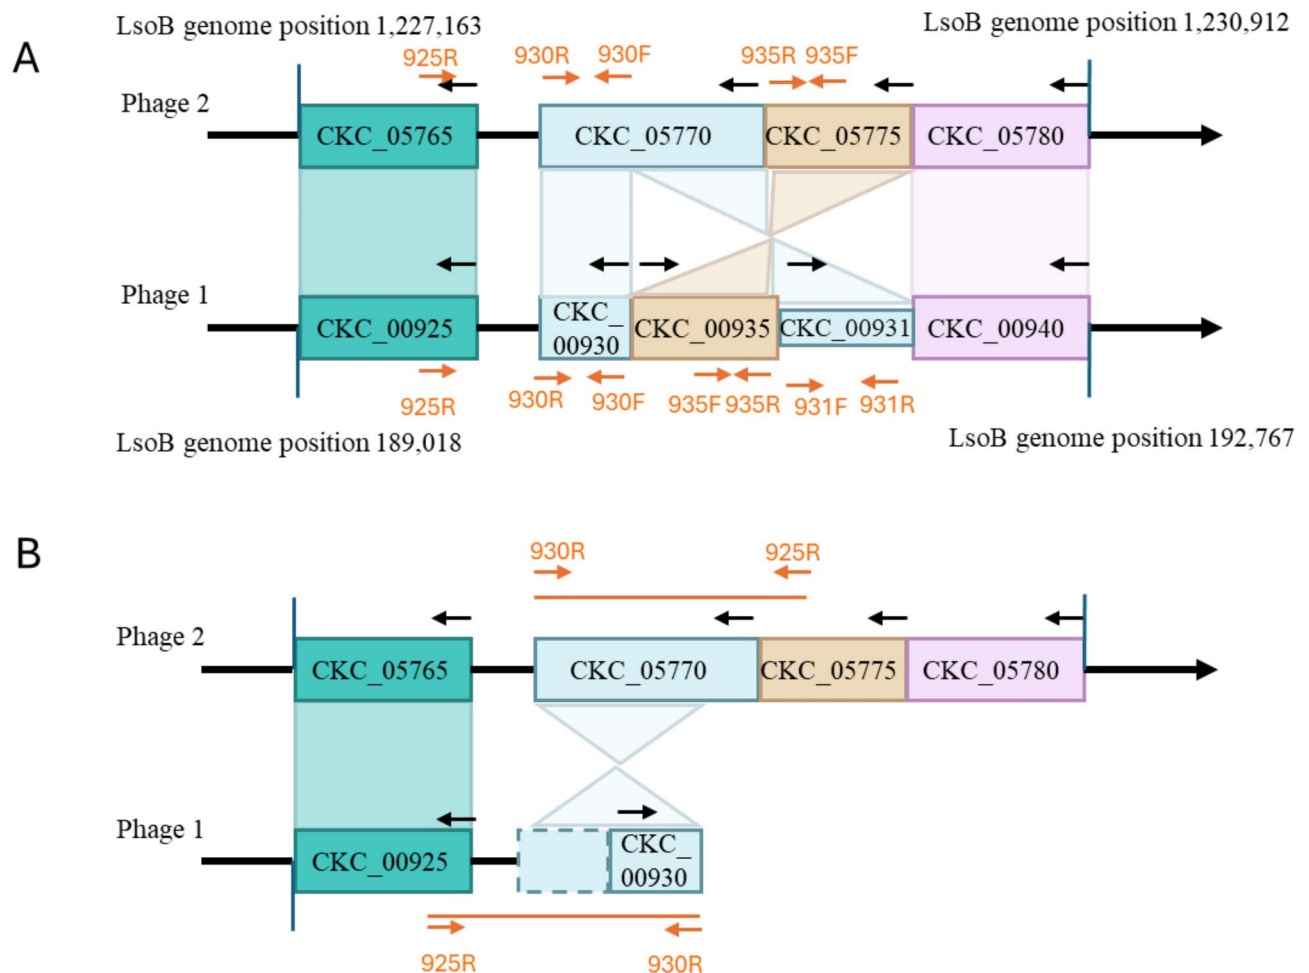 LsoB genome position 1,227,163
LsoB genome position 1,230,912
A
925R
930R
930F
935R
935F
Phage 2
CKC_05765
CKC_05770
CKC_05775
CKC_05780
Phage 1
CKC_00925
CKC_
00930
CKC_00935
CKC_00931
CKC_00940
925R
930R
930F
935F
935R
931F
931R
LsoB genome position 189,018
LsoB genome position 192,767
B
930R
925R
Phage 2
CKC_05765
CKC_05770
CKC_05775
CKC_05780
Phage 1
CKC_00925
CKC_
00930
925R
930R